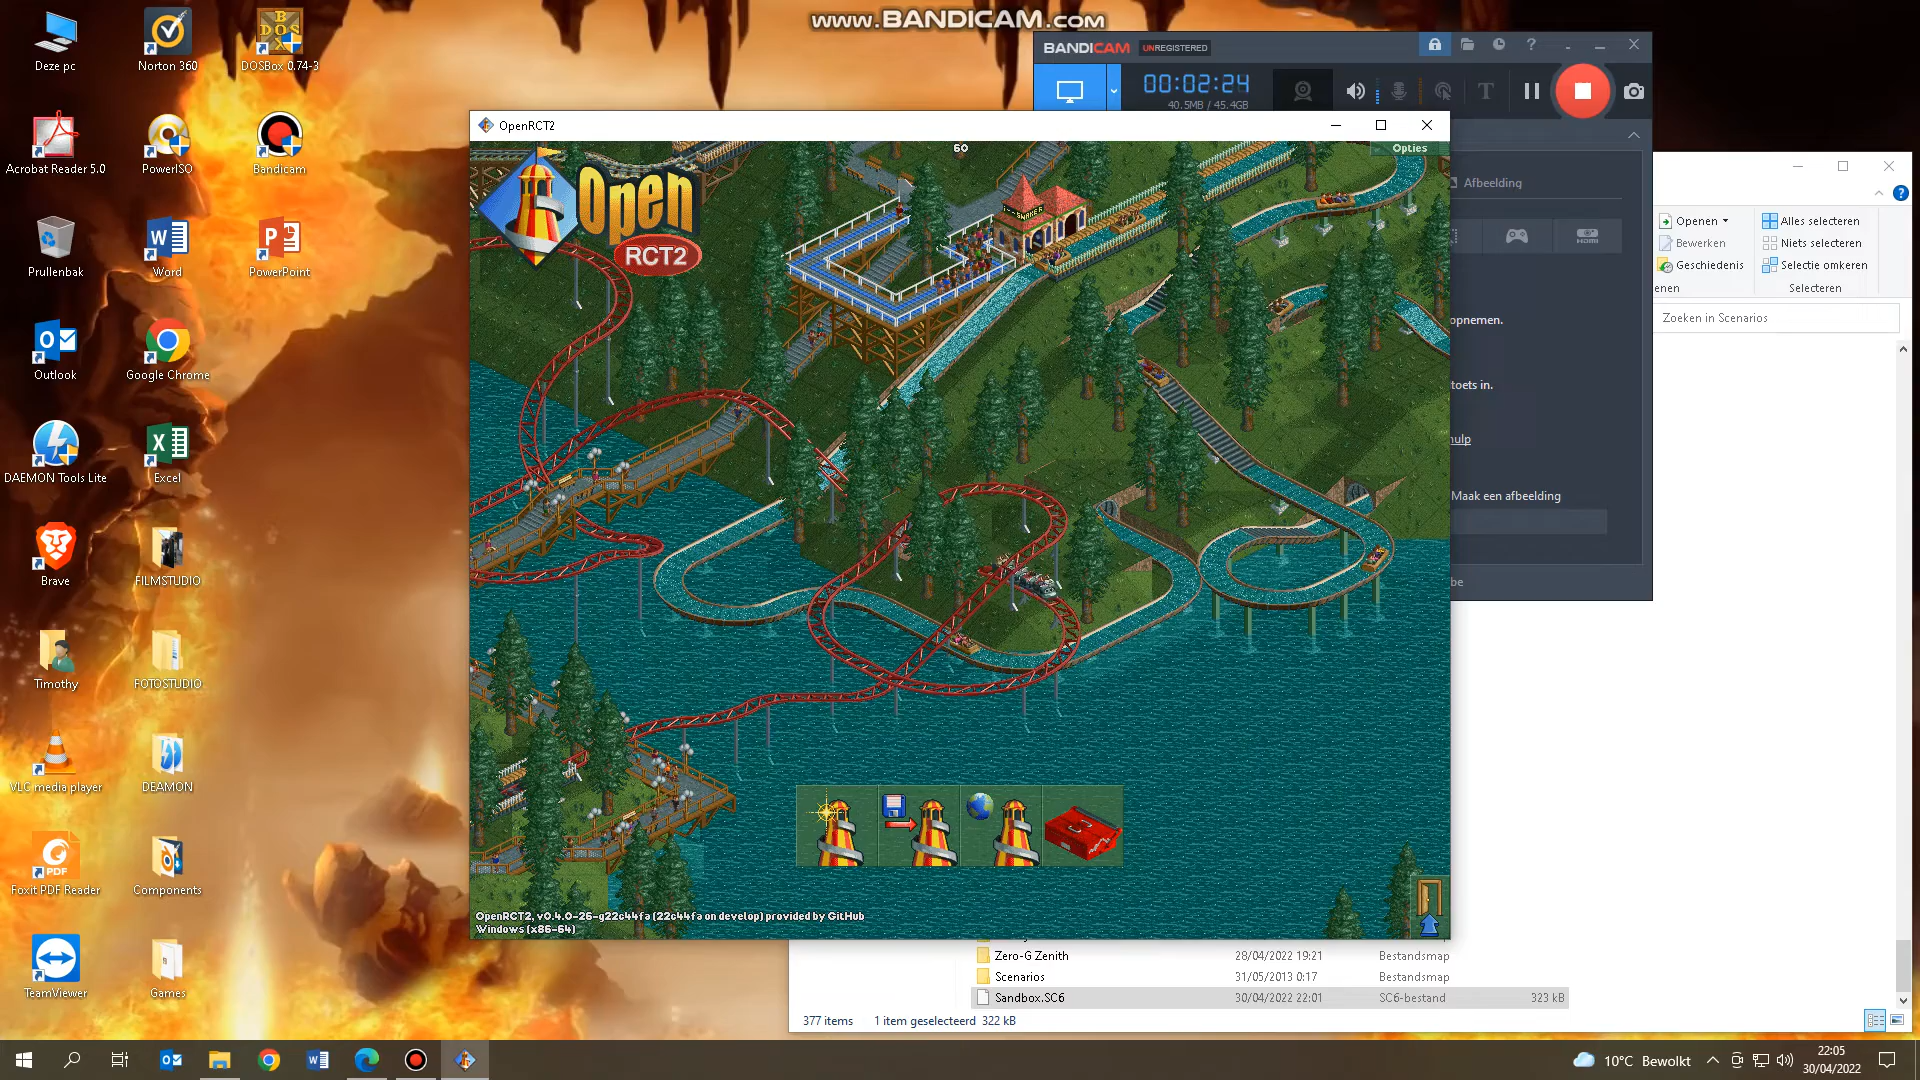 www.BANDICAM.com
Deze pc
Norton 360
DOSBox 0.74-3
Acrobat Reader 5.0
PowerISO
Bandicam
Prullenbak
Word
PowerPoint
Outlook
Google Chrome
DAEMON Tools Lite
Excel
Brave
FILMSTUDIO
Timothy
FOTOSTUDIO
VLC media player
DEAMON
Foxit PDF Reader
Components
TeamViewer
Games
BANDICAM UNREGISTERED
00:02:24
40.5MB / 45.4GB
Afbeelding
HDMI
opnemen.
toets in.
hulp
Maak een afbeelding
be
OpenRCT2
60
Opties
Open
RCT2
OpenRCT2, v0.4.0-26-g22c44fa (22c44fa on develop) provided by GitHub
Windows (x86-64)
Openen
Alles selecteren
Bewerken
Niets selecteren
Geschiedenis
Selectie omkeren
enen
Selecteren
Zoeken in Scenarios
Zero-G Zenith 28/04/2022 19:21 Bestandsmap
Scenarios 31/05/2013 0:17 Bestandsmap
Sandbox.SC6 30/04/2022 22:01 SC6-bestand 323 kB
377 items 1 item geselecteerd 322 kB
10°C Bewolkt
22:05
30/04/2022